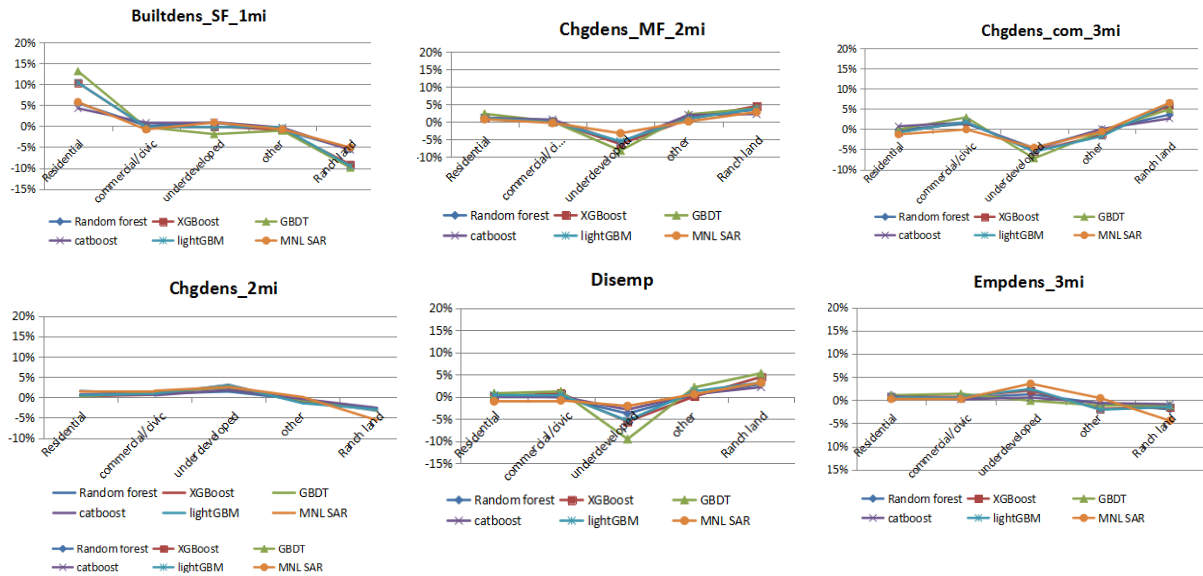 Builtdens_SF_1mi
20%
15%
10%
5%
0%
-5%
-10%
-15%
Residential
commercial/civic
underdeveloped
other
Ranch land
Random forest XGBoost GBDT
catboost lightGBM MNL SAR
Chgdens_MF_2mi
20%
15%
10%
5%
0%
-5%
-10%
Residential
commercial/ci...
underdeveloped
other
Ranch land
Random forest XGBoost GBDT
catboost lightGBM MNL SAR
Chgdens_com_3mi
20%
15%
10%
5%
0%
-5%
-10%
Residential
commercial/civic
underdeveloped
other
Ranch land
Random forest XGBoost GBDT
catboost lightGBM MNL SAR
Chgdens_2mi
20%
15%
10%
5%
0%
-5%
-10%
Residential
commercial/civic
underdeveloped
other
Ranch land
Random forest XGBoost GBDT
catboost lightGBM MNL SAR
Random forest XGBoost GBDT
catboost lightGBM MNL SAR
Disemp
20%
15%
10%
5%
0%
-5%
-10%
-15%
Residential
commercial/civic
underdeveloped
other
Ranch land
Random forest XGBoost GBDT
catboost lightGBM MNL SAR
Empdens_3mi
20%
15%
10%
5%
0%
5%
10%
15%
Residential
commercial/civic
underdeveloped
other
Ranch land
Random forest XGBoost GBDT
catboost lightGBM MNL SAR